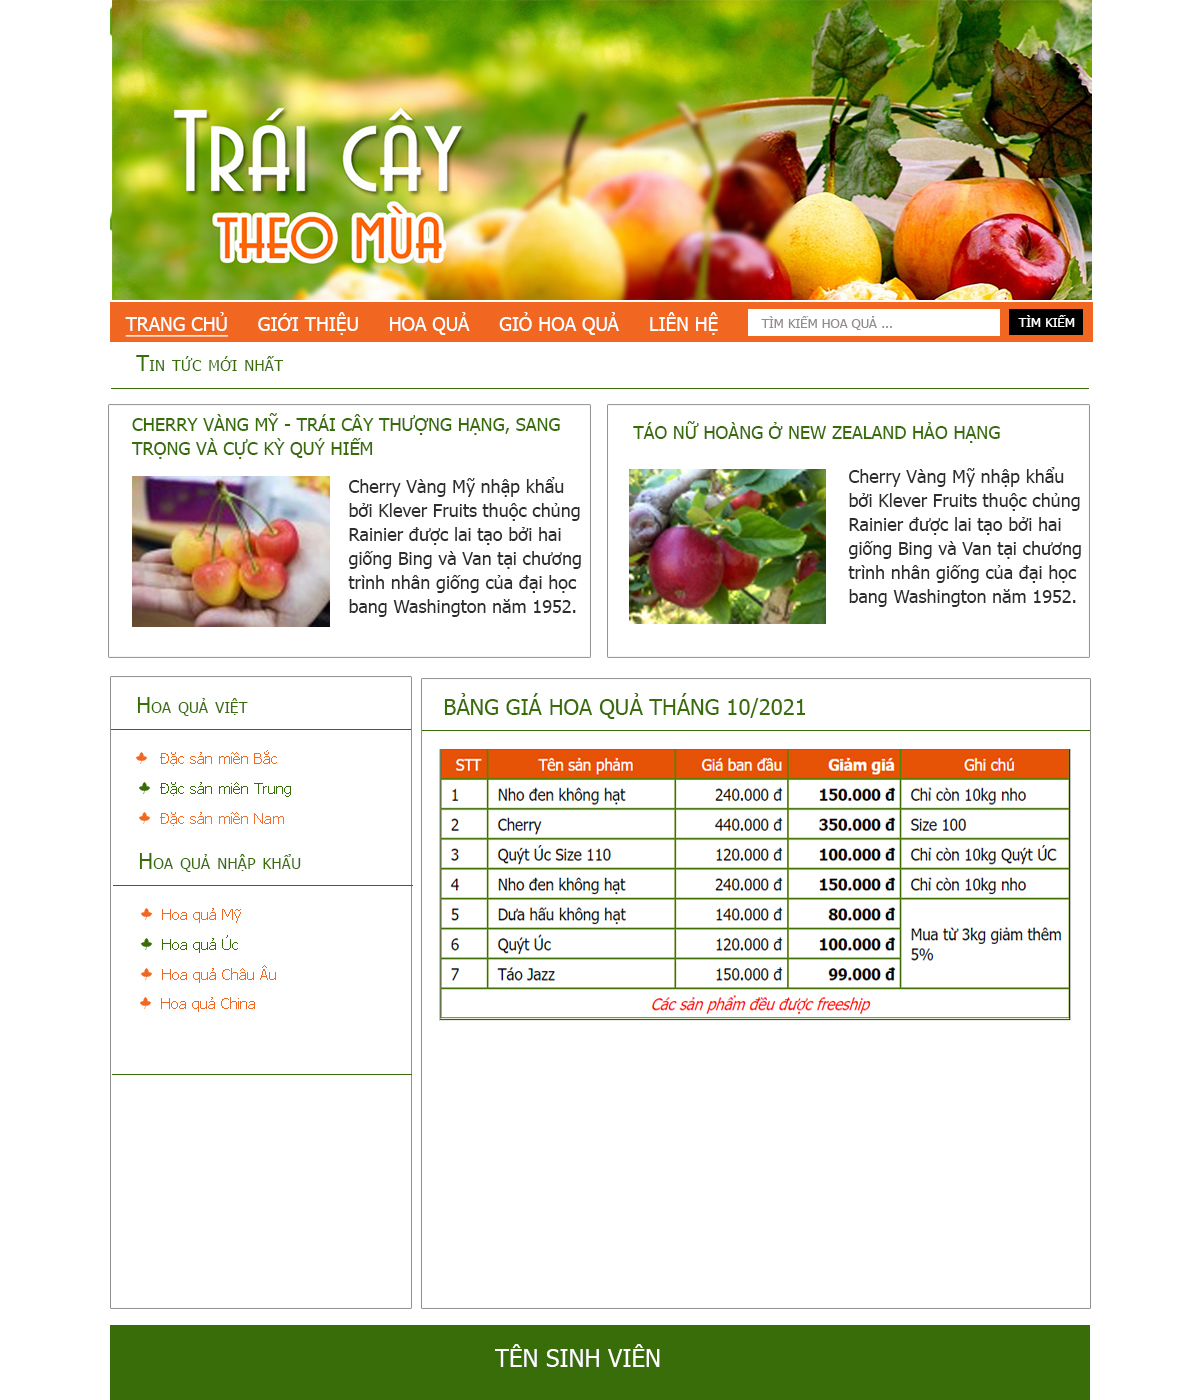 TRÁI CÂY
THEO MÙA
TRANG CHỦ GIỚI THIỆU HOA QUẢ GIỎ HOA QUẢ LIÊN HỆ TÌM KIẾM HOA QUẢ ... TÌM KIẾM
TIN TỨC MỚI NHẤT
CHERRY VÀNG MỸ - TRÁI CÂY THƯỢNG HẠNG, SANG
TRỌNG VÀ CỰC KỲ QUÝ HIẾM
Cherry Vàng Mỹ nhập khẩu
bởi Klever Fruits thuộc chủng
Rainier được lai tạo bởi hai
giống Bing và Van tại chương
trình nhân giống của đại học
bang Washington năm 1952.
TÁO NỮ HOÀNG Ở NEW ZEALAND HẢO HẠNG
Cherry Vàng Mỹ nhập khẩu
bởi Klever Fruits thuộc chủng
Rainier được lai tạo bởi hai
giống Bing và Van tại chương
trình nhân giống của đại học
bang Washington năm 1952.
HOA QUẢ VIỆT
Đặc sản miền Bắc
Đặc sản miên Trung
Đặc sản miền Nam
HOA QUẢ NHẬP KHẨU
Hoa quả Mỹ
Hoa quả Úc
Hoa quả Châu Âu
Hoa quả China
BẢNG GIÁ HOA QUẢ THÁNG 10/2021
STT Tên sản phảm Giá ban đầu Giảm giá Ghi chú
1 Nho đen không hạt 240.000 đ 150.000 đ Chỉ còn 10kg nho
2 Cherry 440.000 đ 350.000 đ Size 100
3 Quýt Úc Size 110 120.000 đ 100.000 đ Chỉ còn 10kg Quýt ÚC
4 Nho đen không hạt 240.000 đ 150.000 đ Chỉ còn 10kg nho
5 Dưa hấu không hạt 140.000 đ 80.000 đ
6 Quýt Úc 120.000 đ 100.000 đ
Mua từ 3kg giảm thêm
5%
7 Táo Jazz 150.000 đ 99.000 đ
Các sản phẩm đều được freeship
TÊN SINH VIÊN